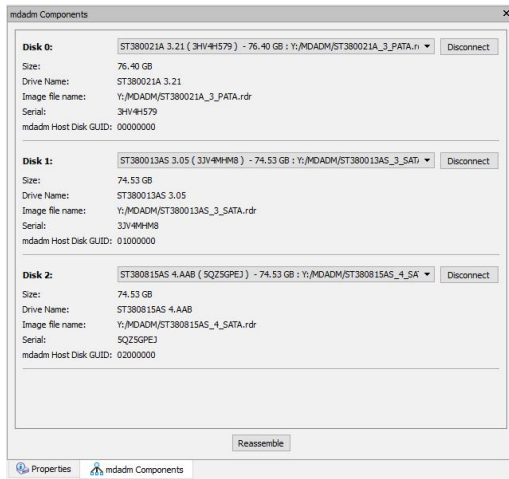 mdadm Components
Disk 0: ST380021A 3.21 ( 3HV4H579 ) - 76.40 GB : Y:/MDADM/ST380021A_3_PATA.r Disconnect
Size: 76.40 GB
Drive Name: ST380021A 3.21
Image file name: Y:/MDADM/ST380021A_3_PATA.rdr
Serial: 3HV4H579
mdadm Host Disk GUID: 00000000
Disk 1: ST380013AS 3.05 ( 3JV4MHM8 ) - 74.53 GB : Y:/MDADM/ST380013AS_3_SATA Disconnect
Size: 74.53 GB
Drive Name: ST380013AS 3.05
Image file name: Y:/MDADM/ST380013AS_3_SATA.rdr
Serial: 3JV4MHM8
mdadm Host Disk GUID: 01000000
Disk 2: ST380815AS 4.AAB ( 5QZ5GPEJ ) - 74.53 GB : Y:/MDADM/ST380815AS_4_SA Disconnect
Size: 74.53 GB
Drive Name: ST380815AS 4.AAB
Image file name: Y:/MDADM/ST380815AS_4_SATA.rdr
Serial: 5QZ5GPEJ
mdadm Host Disk GUID: 02000000
Reassemble
Properties mdadm Components